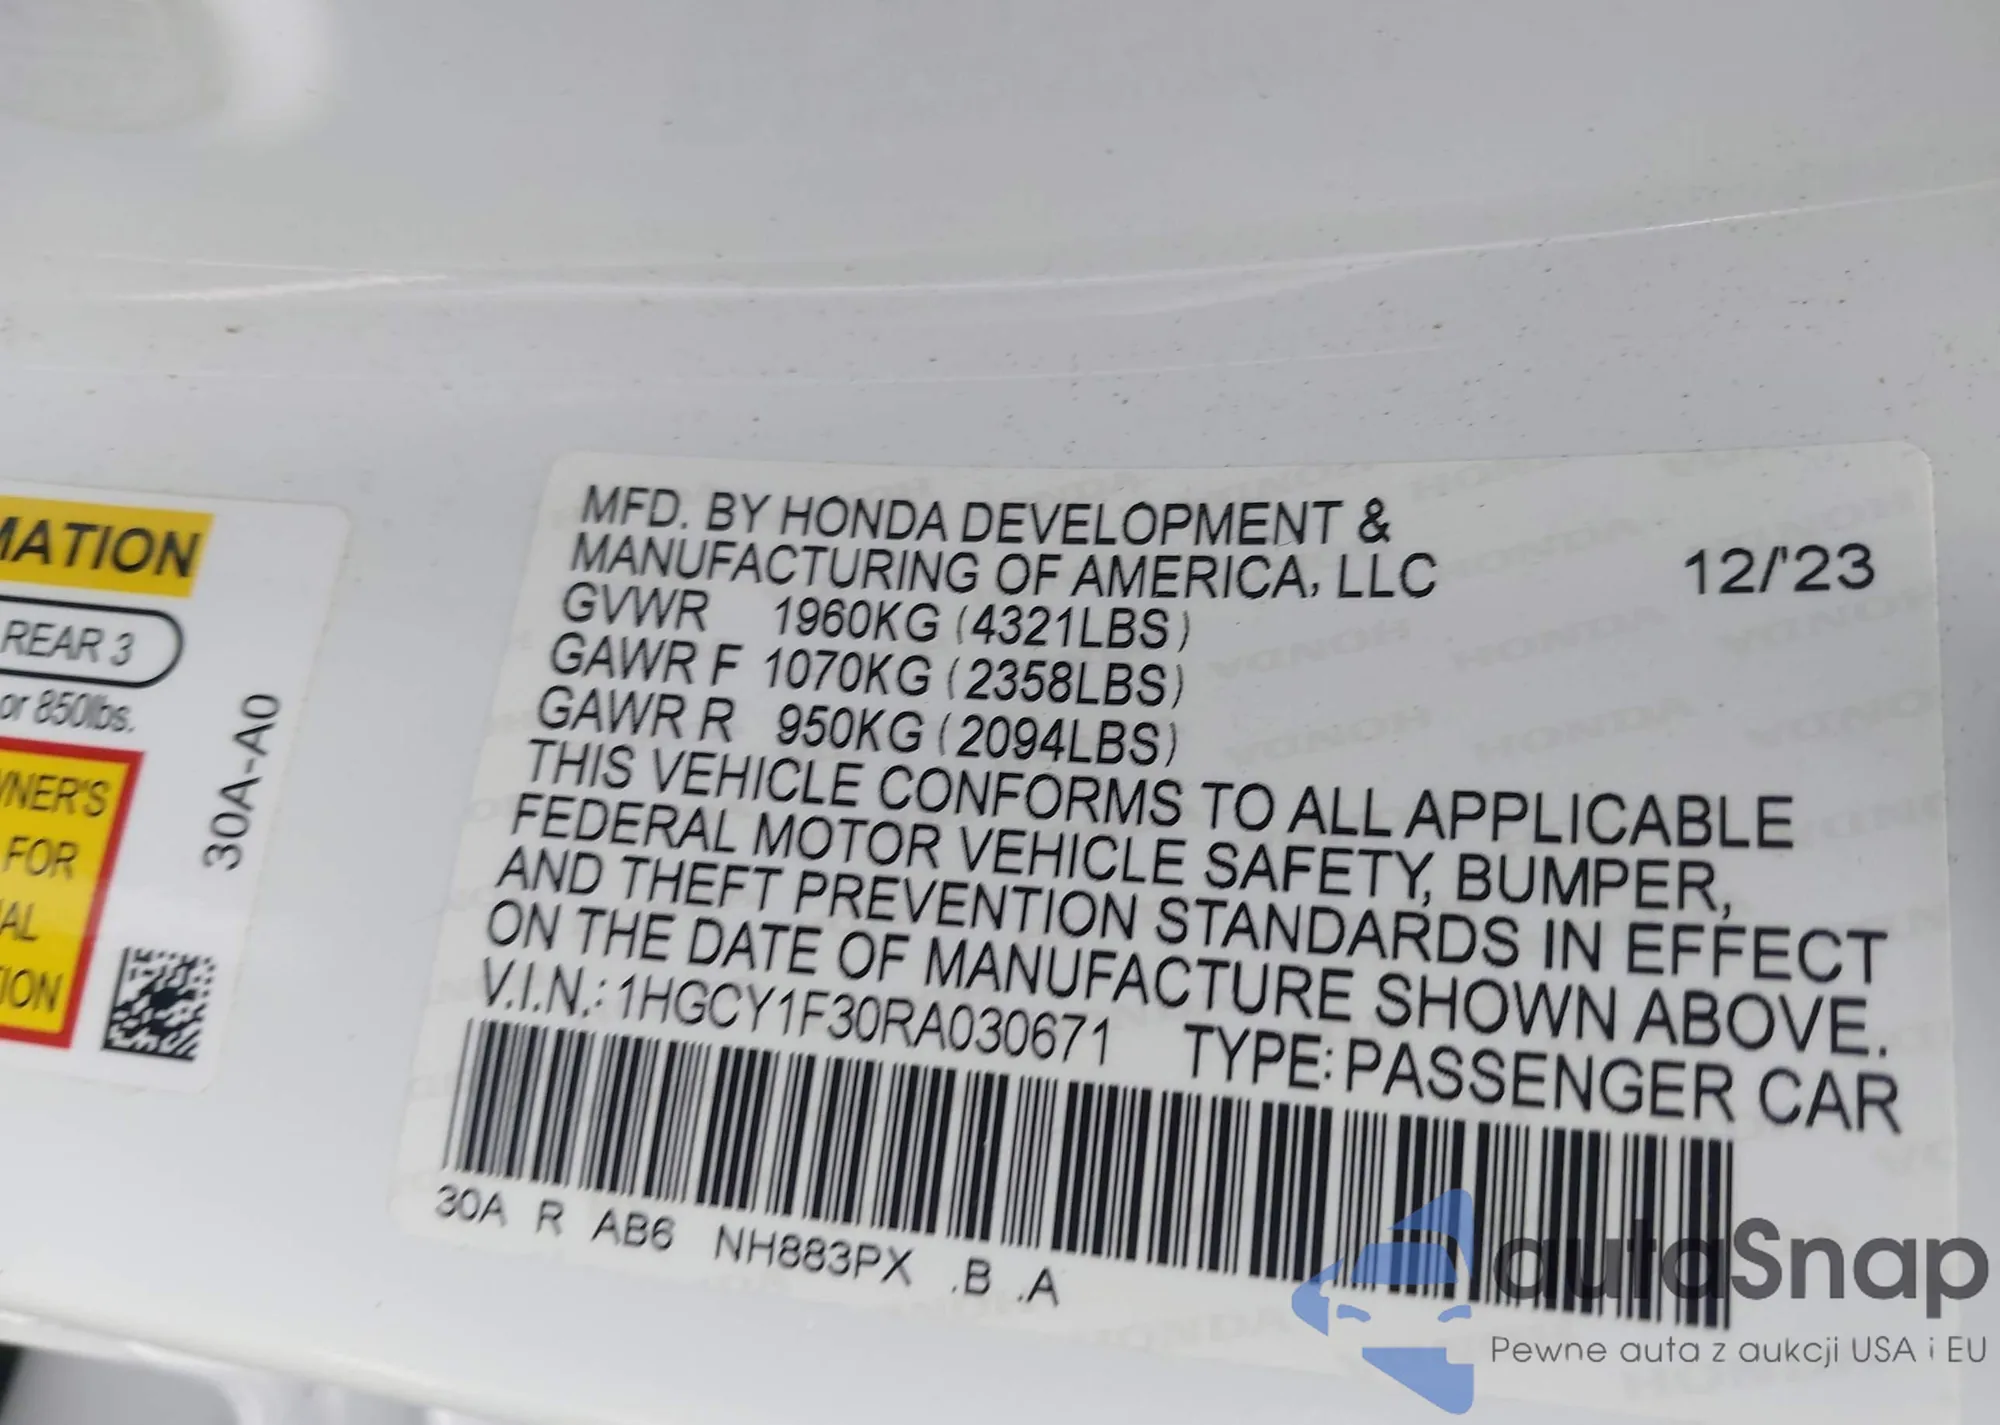 MATION
REAR 3
or 850lbs.
NER'S
FOR
AL
ION
30A-A0
MFD. BY HONDA DEVELOPMENT &
MANUFACTURING OF AMERICA, LLC 12/'23
GVWR 1960KG (4321LBS)
GAWR F 1070KG (2358LBS)
GAWR R 950KG (2094LBS)
THIS VEHICLE CONFORMS TO ALL APPLICABLE
FEDERAL MOTOR VEHICLE SAFETY, BUMPER,
AND THEFT PREVENTION STANDARDS IN EFFECT
ON THE DATE OF MANUFACTURE SHOWN ABOVE.
V.I.N.: 1HGCY1F30RA030671 TYPE: PASSENGER CAR
30A R AB6 NH883PX .B .A
autaSnap
Pewne auta z aukcji USA i EU